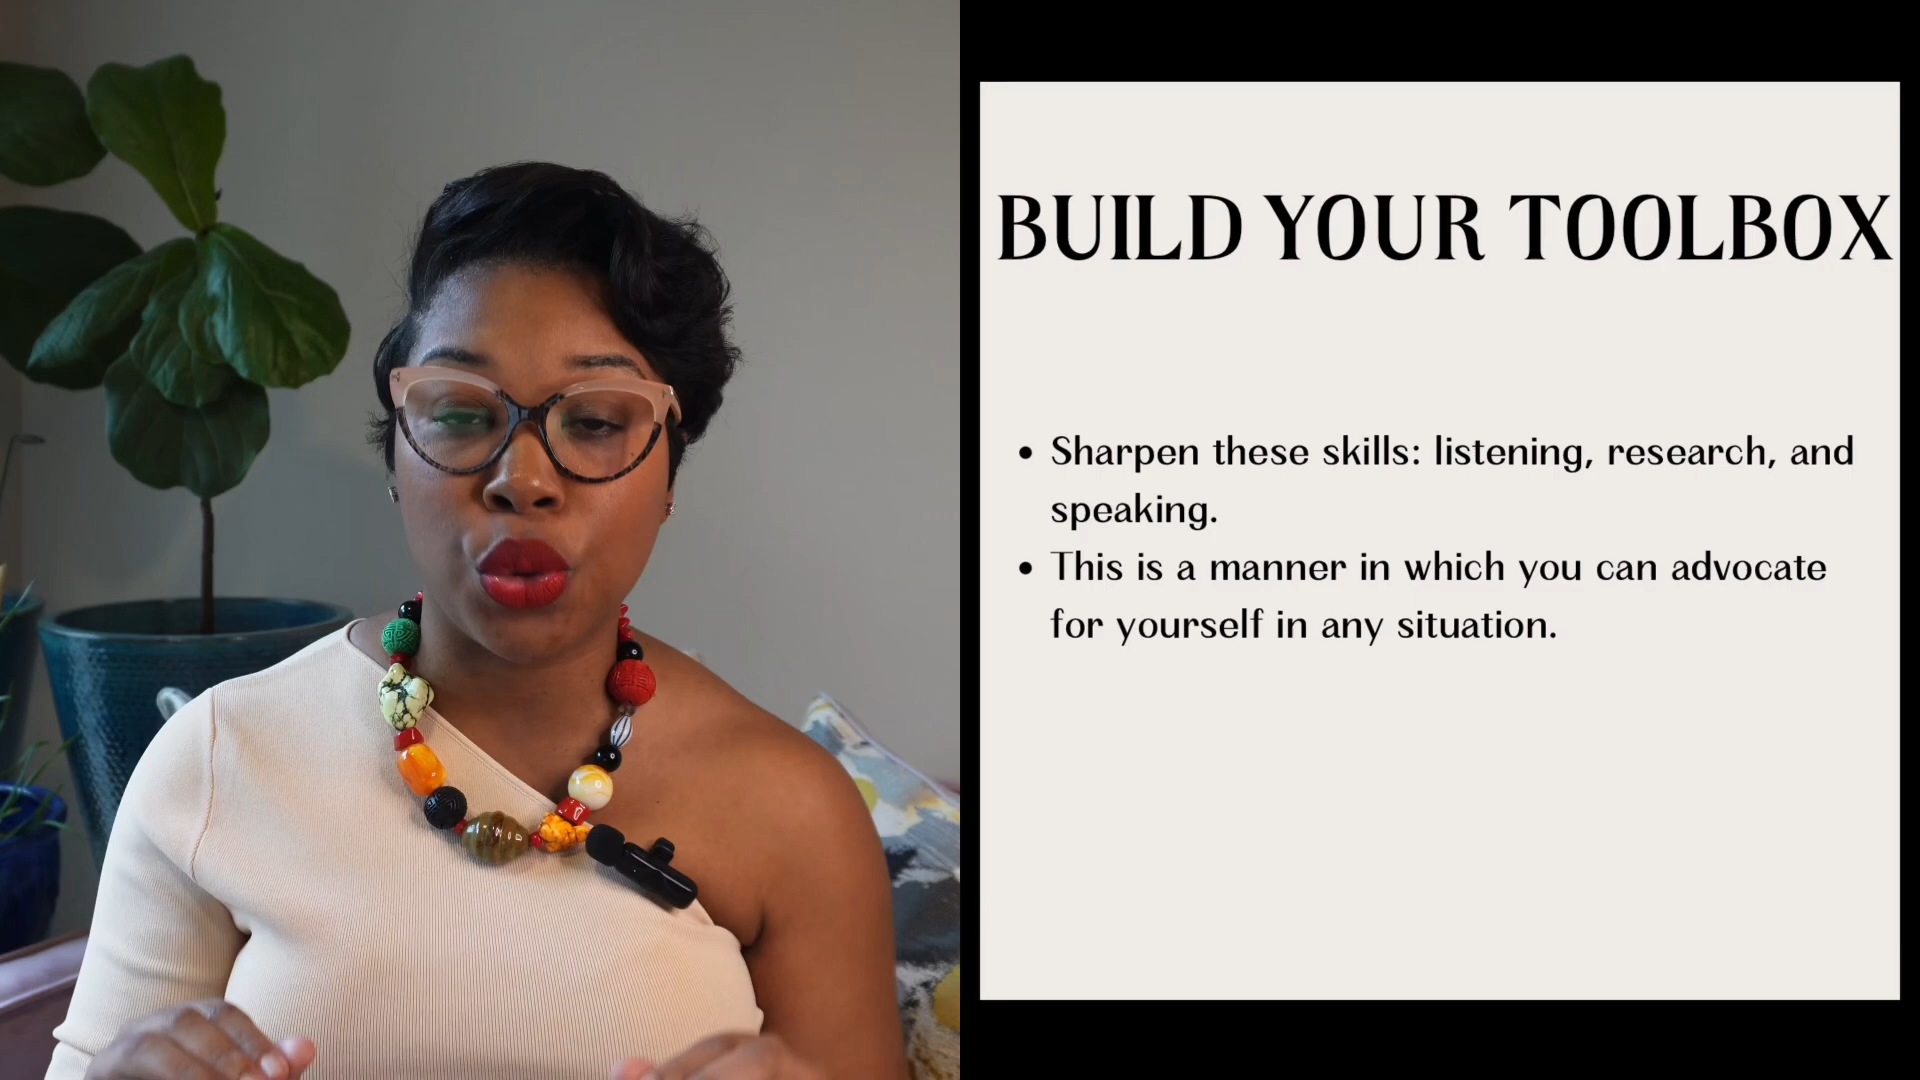 BUILD YOUR TOOLBOX
• Sharpen these skills: listening, research, and
speaking.
• This is a manner in which you can advocate
for yourself in any situation.